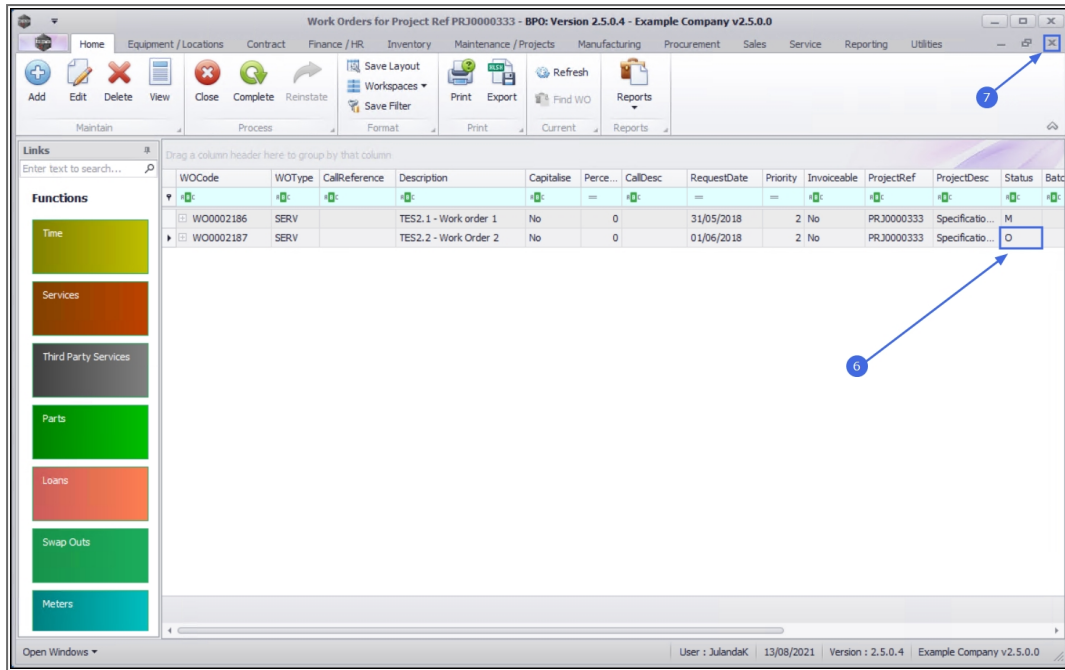 Work Orders for Project Ref PRJ0000333 - BPO: Version 2.5.0.4 - Example Company v2.5.0.0
Home Equipment / Locations Contract Finance / HR Inventory Maintenance / Projects Manufacturing Procurement Sales Service Reporting Utilities
Add Edit Delete View Close Complete Reinstate Save Layout Workspaces Save Filter Print Export Refresh Find WO Reports
Maintain Process Format Print Current Reports
7
Links
Enter text to search...
Functions
Time
Services
Third Party Services
Parts
Loans
Swap Outs
Meters
Drag a column header here to group by that column
WOCode WOType CallReference Description Capitalise Perce... CallDesc RequestDate Priority Invoiceable ProjectRef ProjectDesc Status Batc
WO0002186 SERV TES2.1 - Work order 1 No 0 31/05/2018 2 No PRJ0000333 Specificatio... M
WO0002187 SERV TES2.2 - Work Order 2 No 0 01/06/2018 2 No PRJ0000333 Specificatio... O
6
Open Windows User : JulandaK 13/08/2021 Version : 2.5.0.4 Example Company v2.5.0.0